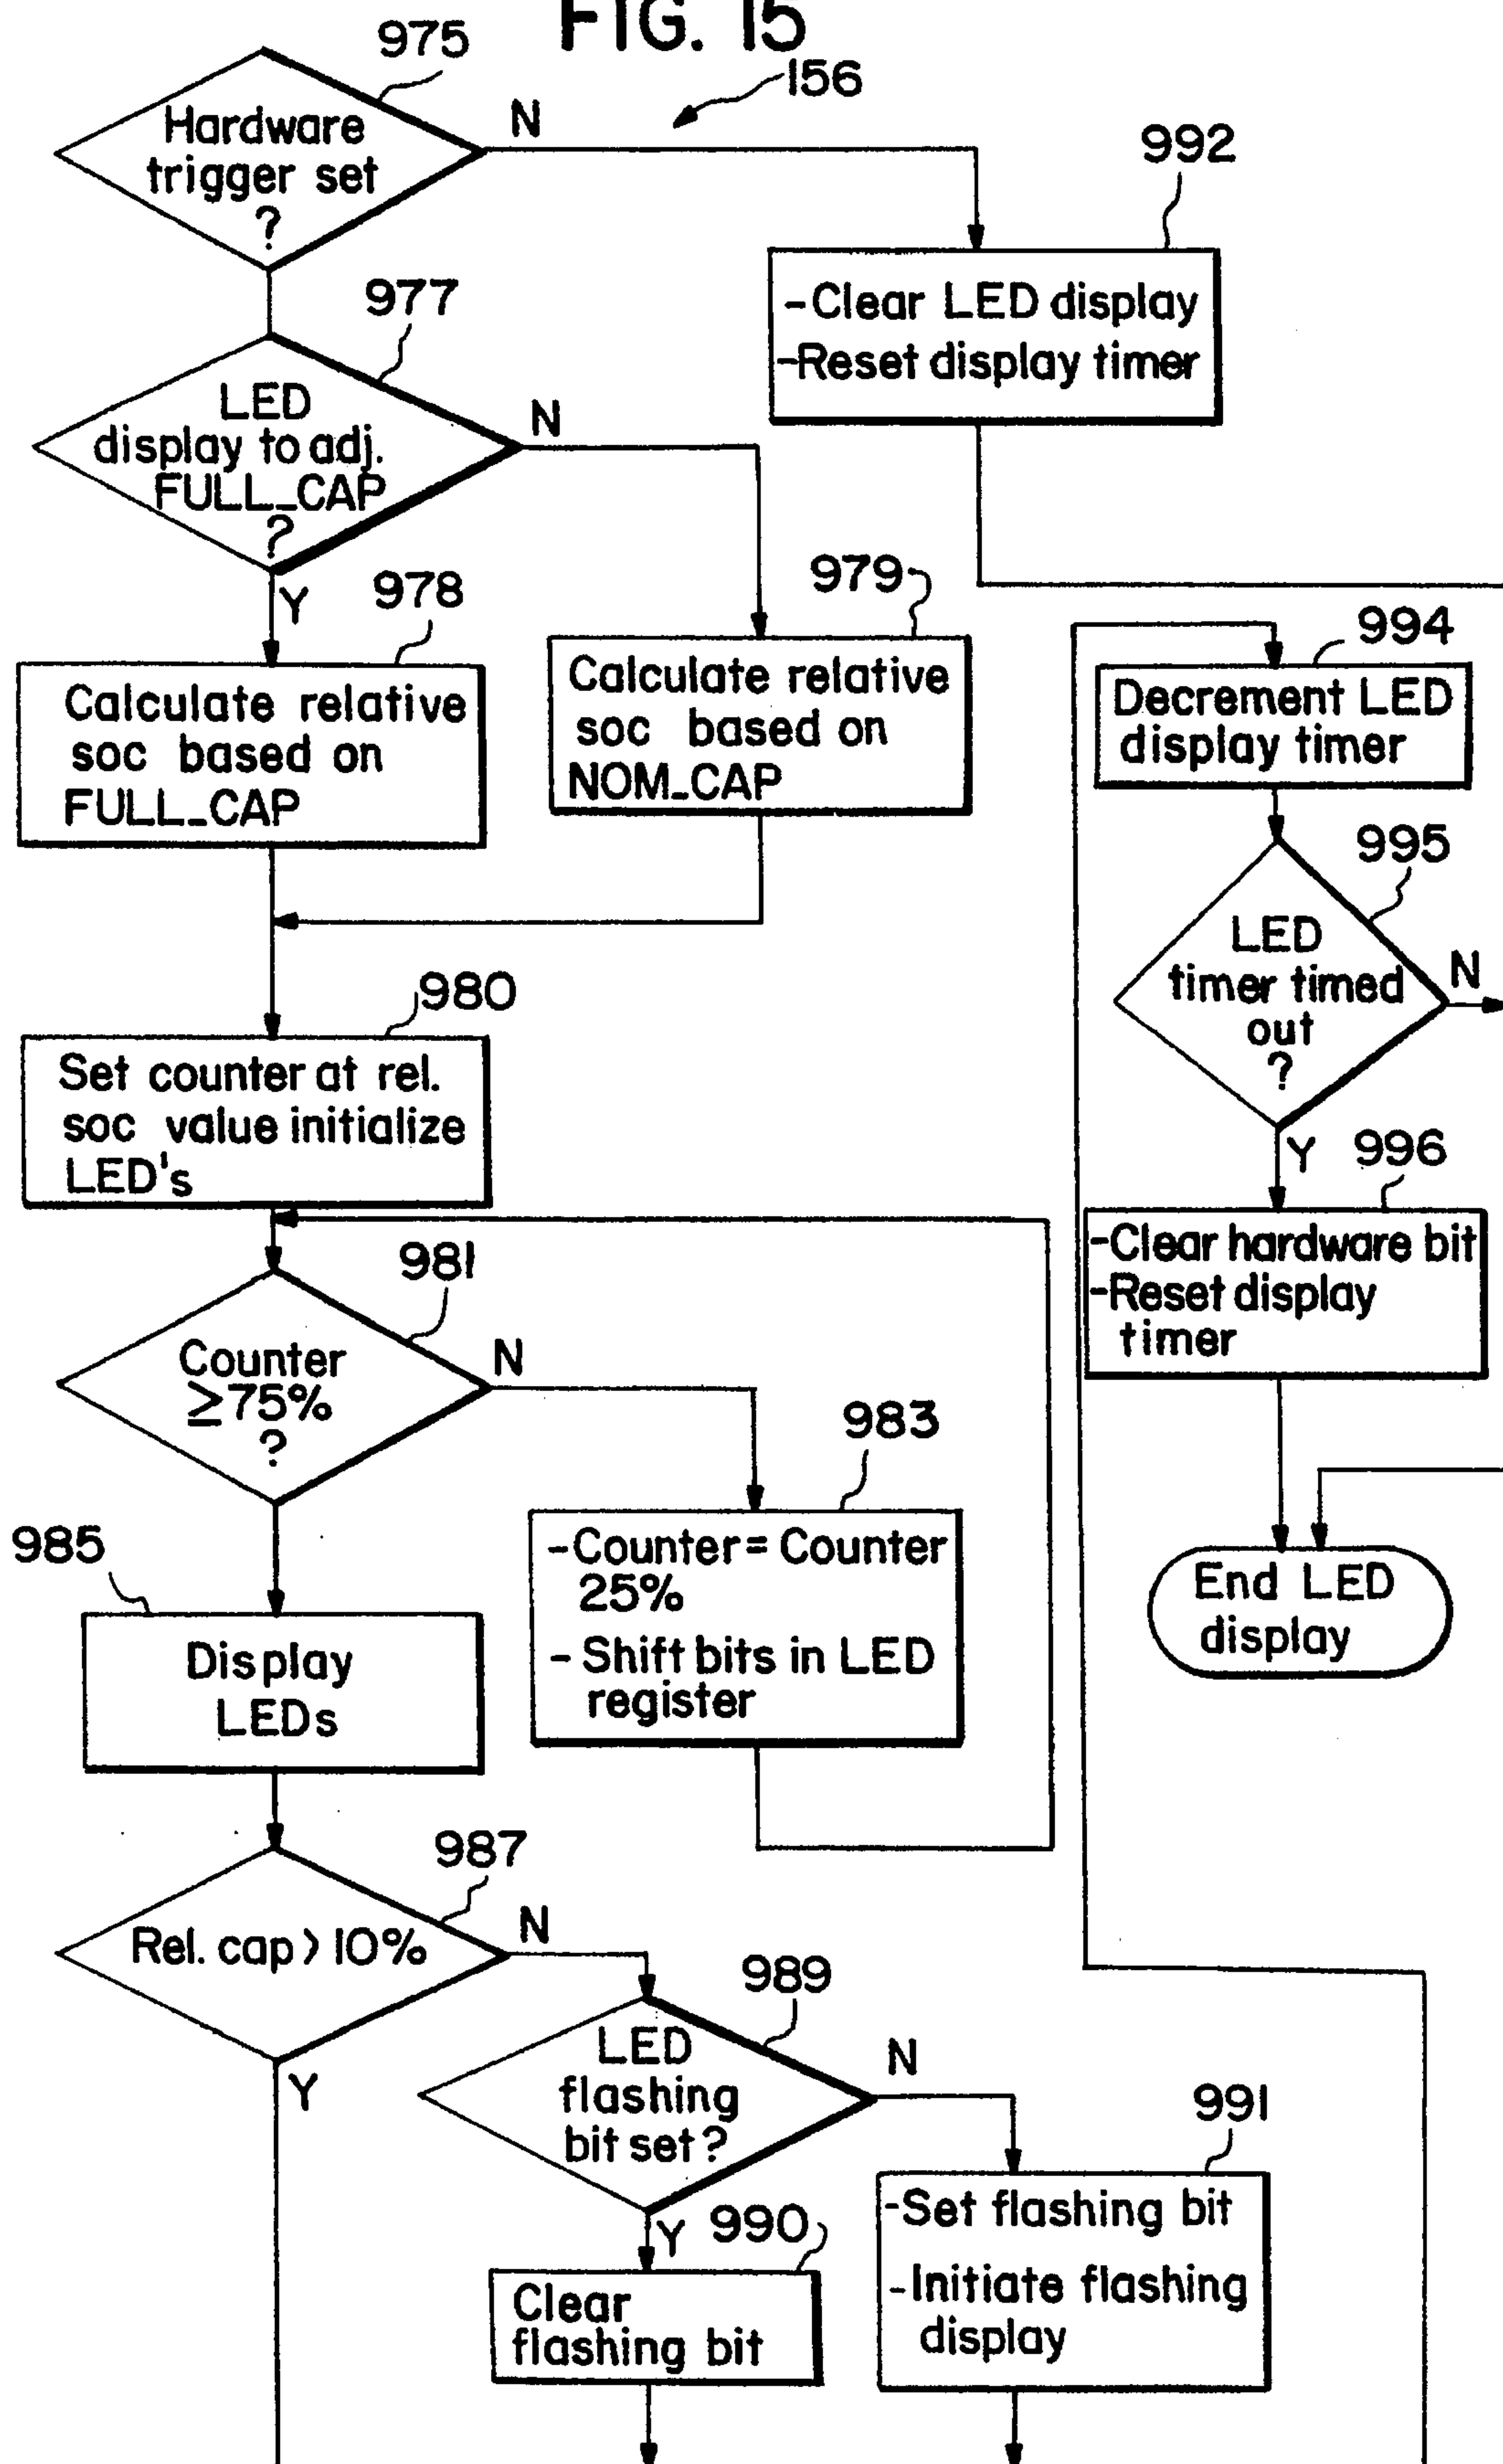 FIG. 15
156
975
Hardware
trigger set
?
N
992
-Clear LED display
-Reset display timer
977
LED
display to adj.
FULL_CAP
?
N
Y
978
Calculate relative
soc based on
FULL_CAP
979
Calculate relative
soc based on
NOM_CAP
980
Set counter at rel.
soc value initialize
LED's
981
Counter
≥75%
?
N
983
-Counter = Counter
25%
- Shift bits in LED
register
985
Display
LEDs
987
Rel. cap > 10%
N
Y
989
LED
flashing
bit set?
N
Y
990
Clear
flashing bit
991
-Set flashing bit
-Initiate flashing
display
994
Decrement LED
display timer
995
LED
timer timed
out
?
N
Y
996
-Clear hardware bit
-Reset display
timer
End LED
display